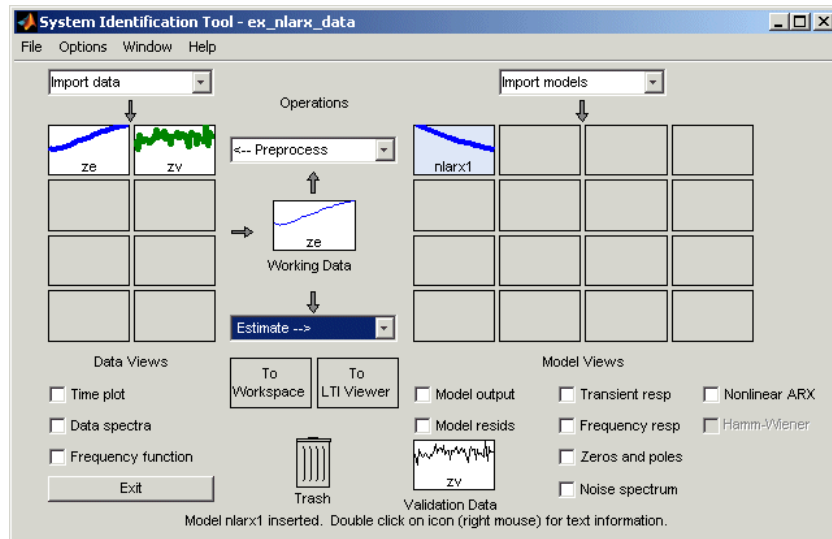 System Identification Tool - ex_nlarx_data
File Options Window Help
Import data
Import models
Operations
ze
zv
<-- Preprocess
nlarx1
ze
Working Data
Estimate -->
Data Views
Model Views
To
Workspace
To
LTI Viewer
Time plot
Model output
Transient resp
Nonlinear ARX
Data spectra
Model resids
Frequency resp
Hamm-Wiener
Frequency function
Zeros and poles
zv
Exit
Trash
Validation Data
Noise spectrum
Model nlarx1 inserted. Double click on icon (right mouse) for text information.